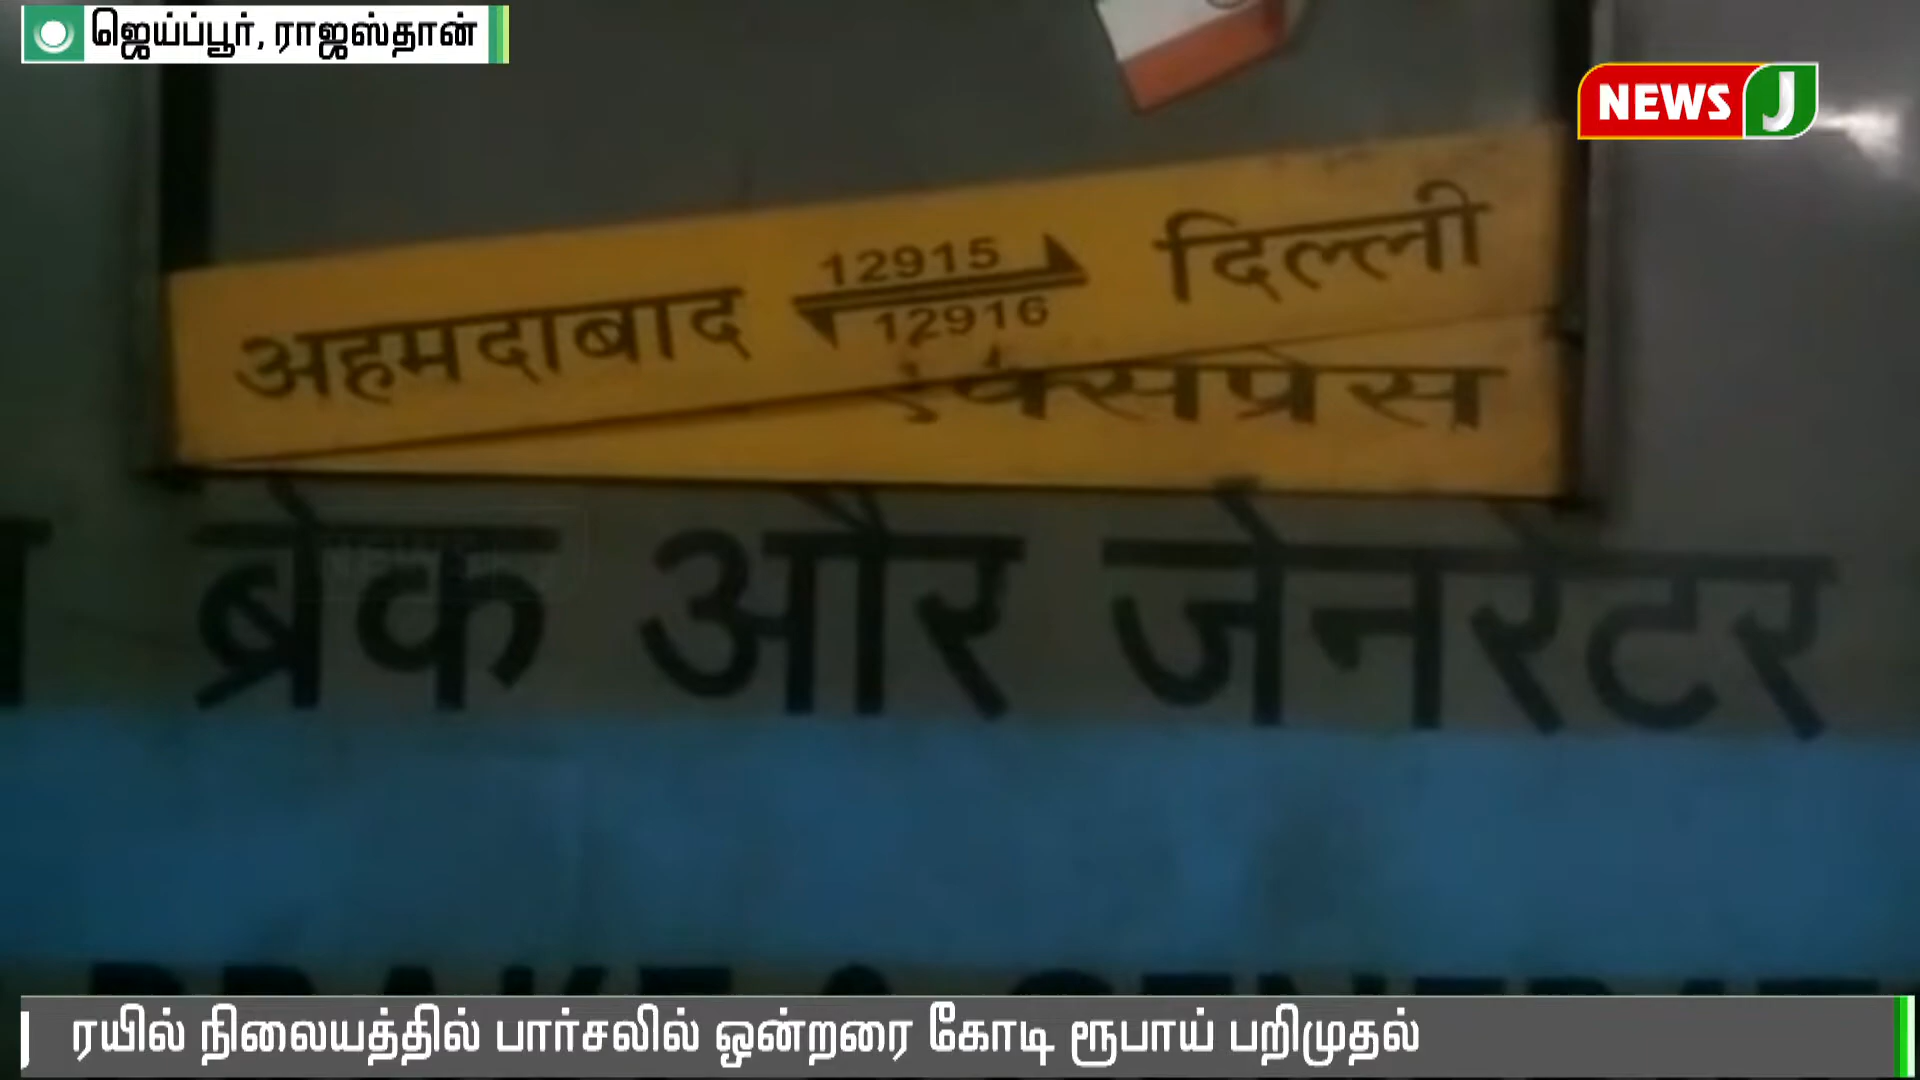 ஜெய்ப்பூர், ராஜஸ்தான்
NEWS J
अहमदाबाद 12915 दिल्ली
12916
एक्सप्रेस
ब्रेक और जेनरेटर
ரயில் நிலையத்தில் பார்சலில் ஒன்றரை கோடி ரூபாய் பறிமுதல்